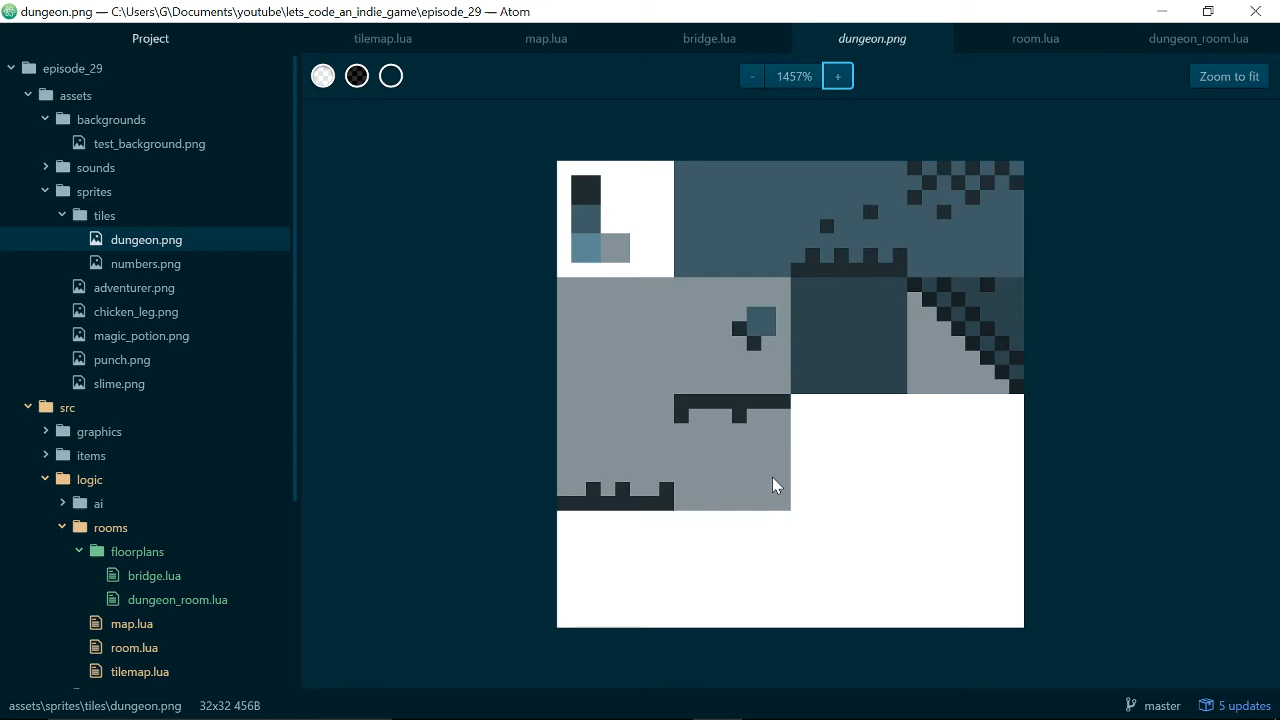 dungeon.png — C:\Users\G\Documents\youtube\lets_code_an_indie_game\episode_29 — Atom
Project
tilemap.lua
map.lua
bridge.lua
dungeon.png
room.lua
dungeon_room.lua
episode_29
- 1457% +
Zoom to fit
assets
backgrounds
test_background.png
sounds
sprites
tiles
dungeon.png
numbers.png
adventurer.png
chicken_leg.png
magic_potion.png
punch.png
slime.png
src
graphics
items
logic
ai
rooms
floorplans
bridge.lua
dungeon_room.lua
map.lua
room.lua
tilemap.lua
assets\sprites\tiles\dungeon.png 32x32 456B
master 5 updates